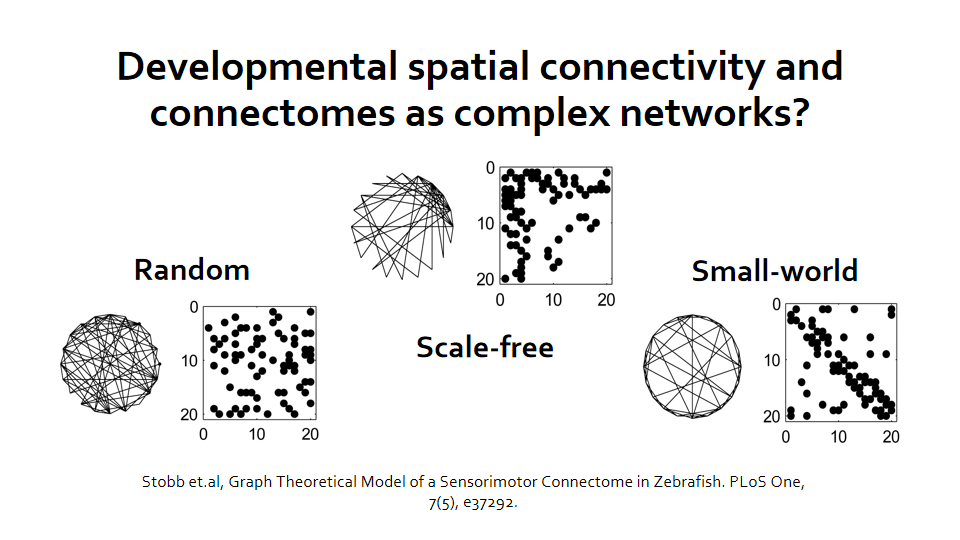 Developmental spatial connectivity and
connectomes as complex networks?
0
10
20
0
10
20
Random
Small-world
0
10
20
0
10
20
Scale-free
0
10
20
0
10
20
Stobb et.al, Graph Theoretical Model of a Sensorimotor Connectome in Zebrafish. PLoS One,
7(5), e37292.